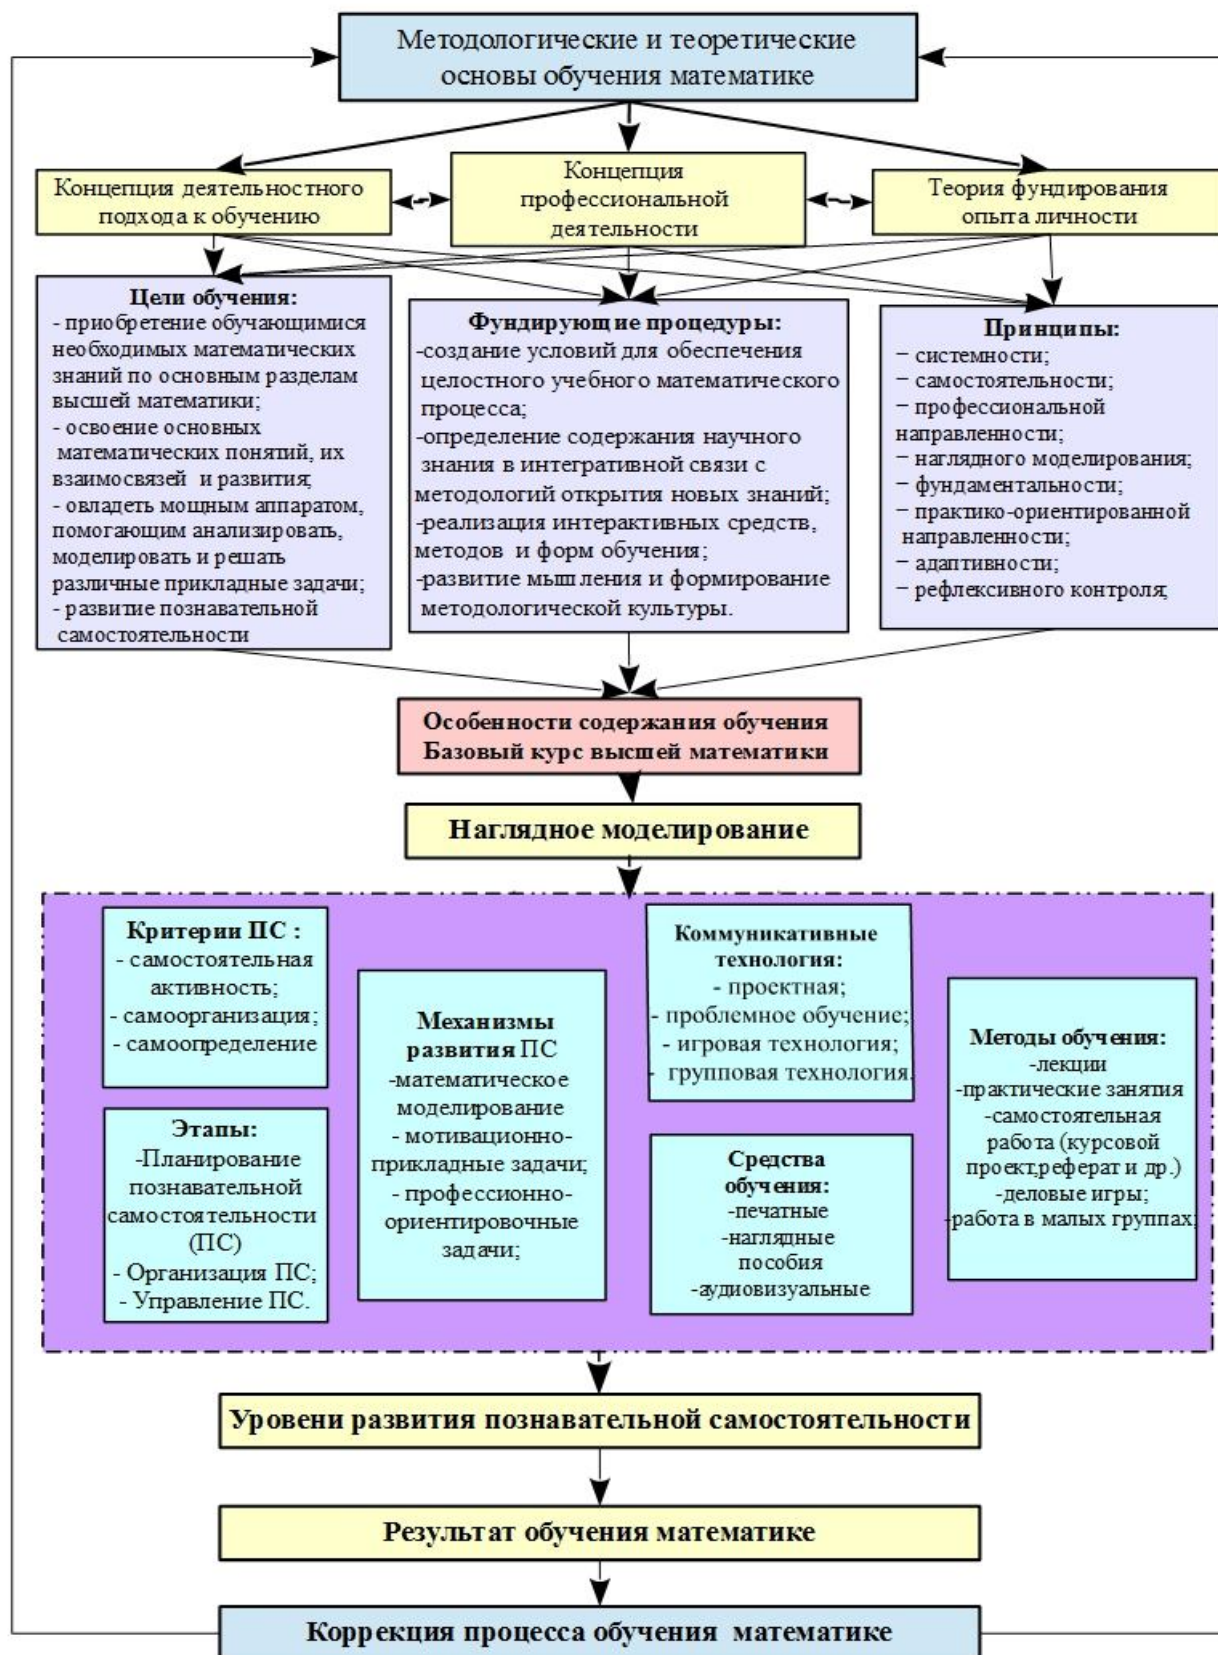 Методологические и теоретические
основы обучения математике
Концепция деятельностного
подхода к обучению
Концепция
профессиональной
деятельности
Теория фундирования
опыта личности
Цели обучения:
- приобретение обучающимися
необходимых математических
знаний по основным разделам
высшей математики;
- освоение основных
математических понятий, их
взаимосвязей и развития;
- овладеть мощным аппаратом,
помогающим анализировать,
моделировать и решать
различные прикладные задачи;
- развитие познавательной
самостоятельности
Фундирующие процедуры:
-создание условий для обеспечения
целостного учебного математического
процесса;
-определение содержания научного
знания в интегративной связи с
методологий открытия новых знаний;
-реализация интерактивных средств,
методов и форм обучения;
-развитие мышления и формирование
методологической культуры.
Принципы:
− системности;
− самостоятельности;
− профессиональной
направленности;
− наглядного моделирования;
− фундаментальности;
− практико-ориентированной
направленности;
− адаптивности;
− рефлексивного контроля;
Особенности содержания обучения
Базовый курс высшей математики
Наглядное моделирование
Критерии ПС :
- самостоятельная
активность;
- самоорганизация;
- самоопределение
Этапы:
-Планирование
познавательной
самостоятельности
(ПС)
- Организация ПС;
- Управление ПС.
Механизмы
развития ПС
-математическое
моделирование
- мотивационно-
прикладные задачи;
- профессионно-
ориентировочные
задачи;
Коммуникативные
технология:
- проектная;
- проблемное обучение;
- игровая технология;
- групповая технология.
Средства
обучения:
-печатные
-наглядные
пособия
-аудиовизуальные
Методы обучения:
-лекции
-практические занятия
-самостоятельная
работа (курсовой
проект,реферат и др.)
-деловые игры;
-работа в малых группах;
Уровени развития познавательной самостоятельности
Результат обучения математике
Коррекция процесса обучения математике